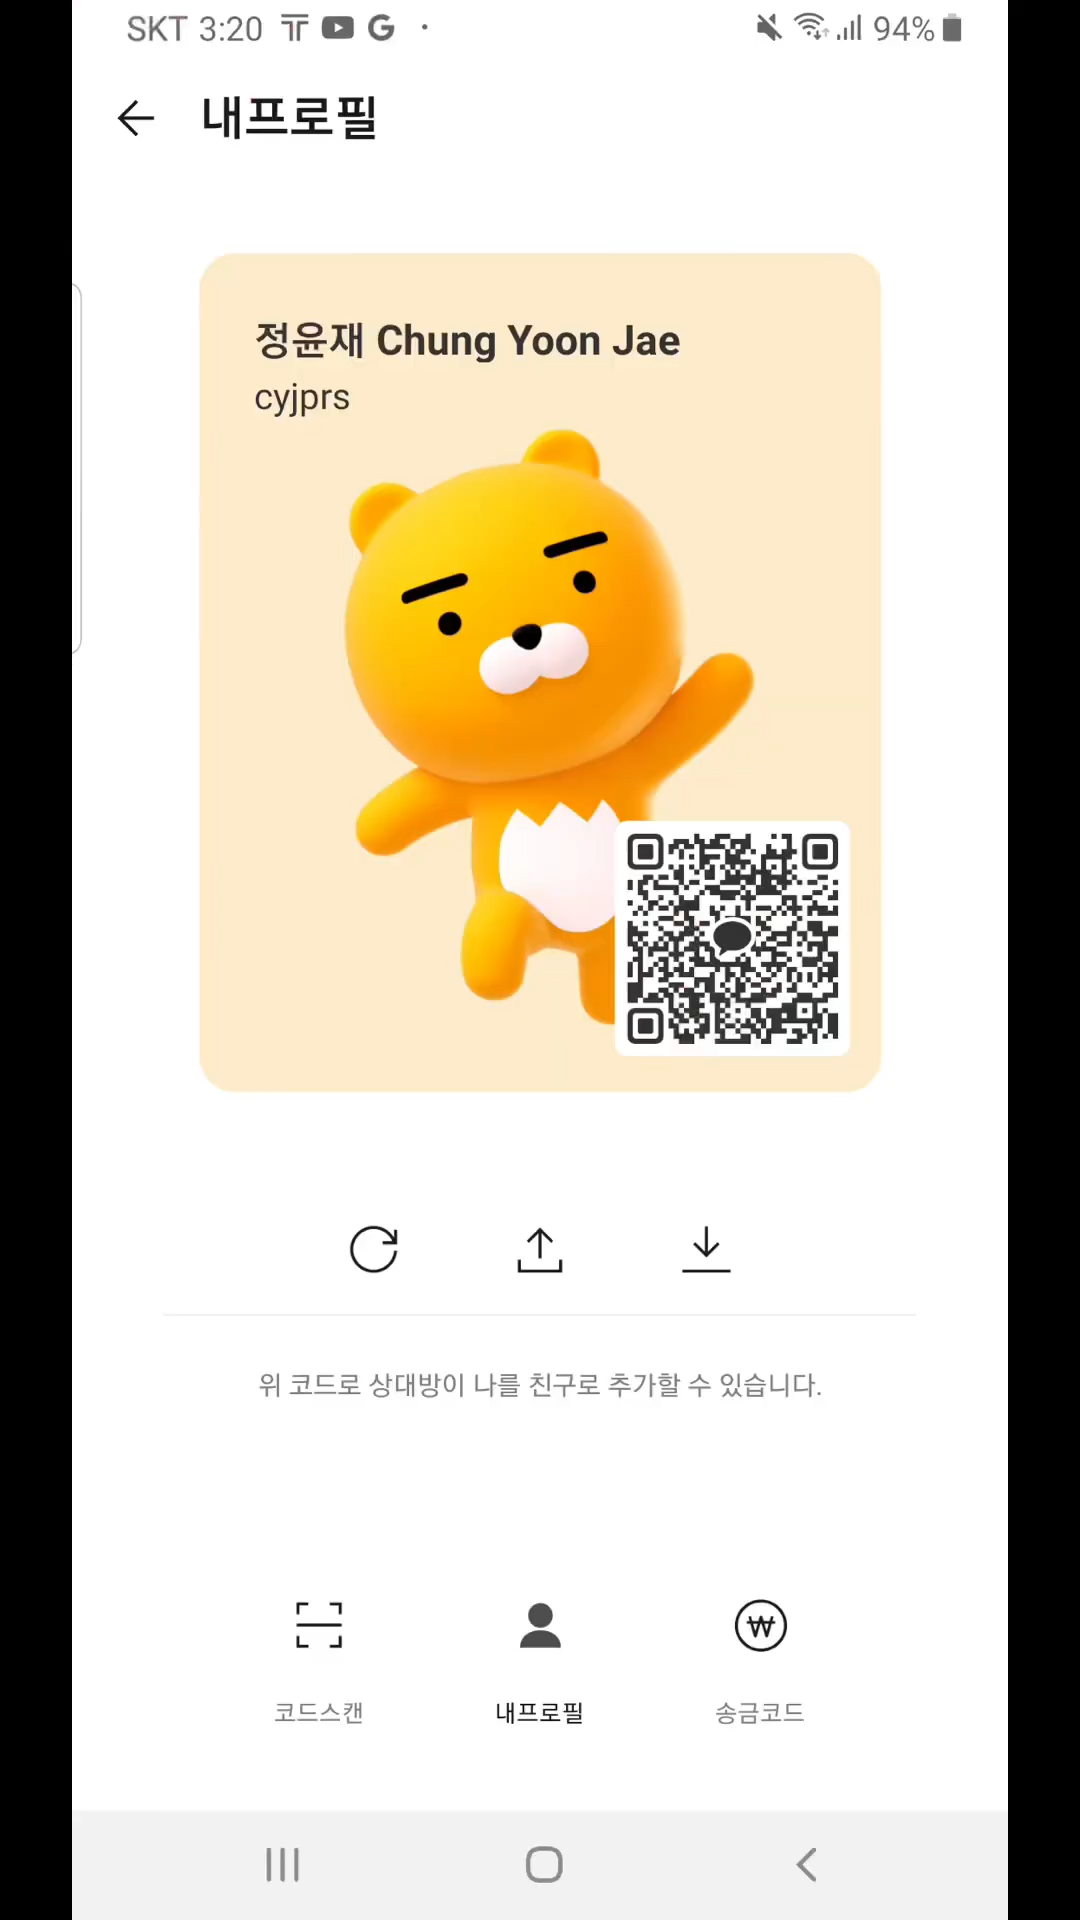 SKT 3:20 94%
내프로필
정윤재 Chung Yoon Jae
cyjprs
위 코드로 상대방이 나를 친구로 추가할 수 있습니다.
코드스캔 내프로필 송금코드